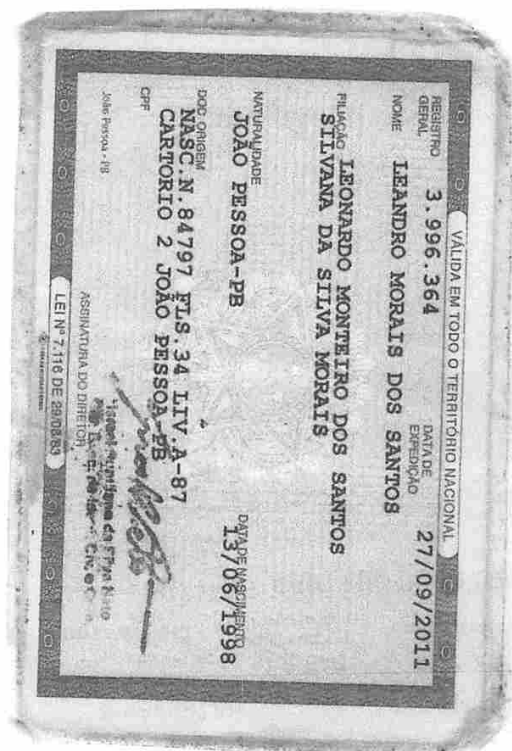 VÁLIDA EM TODO O TERRITÓRIO NACIONAL
REGISTRO GERAL 3.996.364 DATA DE EXPEDIÇÃO 27/09/2011
NOME LEANDRO MORAIS DOS SANTOS
FILIAÇÃO LEONARDO MONTEIRO DOS SANTOS
SILVANA DA SILVA MORAIS
NATURALIDADE DATA DE NASCIMENTO
JOÃO PESSOA-PB 13/06/1998
DOC. ORIGEM NASC.N.84797 FLS.34 LIV.A-87
CARTORIO 2 JOÃO PESSOA-PB
CPF
João Pessoa - PB
ASSINATURA DO DIRETOR
LEI Nº 7.116 DE 29/08/83